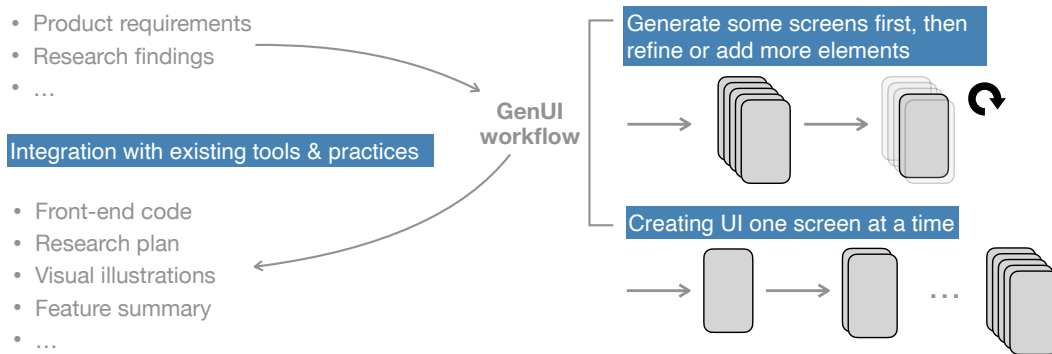 • Product requirements
• Research findings
• ...
Integration with existing tools & practices
• Front-end code
• Research plan
• Visual illustrations
• Feature summary
• ...
GenUI
workflow
Generate some screens first, then
refine or add more elements
Creating UI one screen at a time
...